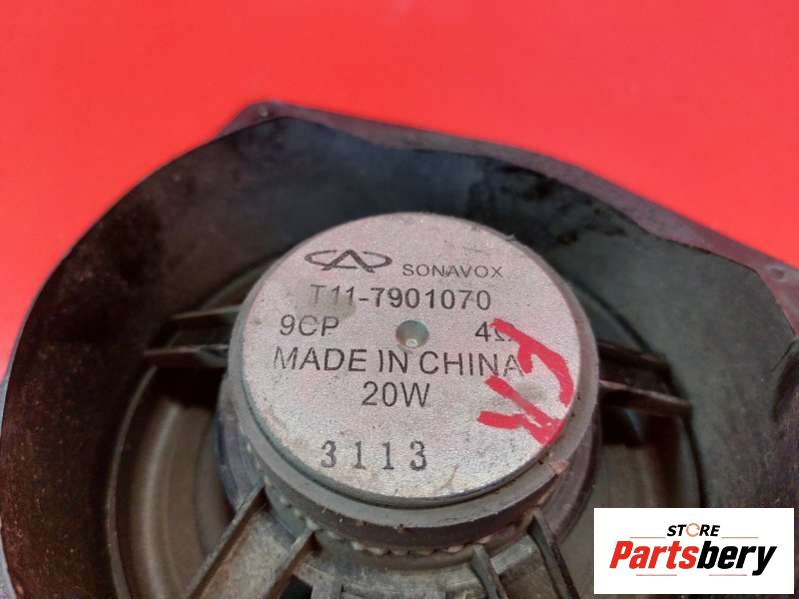 SONAVOX
T11-7901070
9CP 4Ω
MADE IN CHINA
20W
3113
STORE
Partsbery